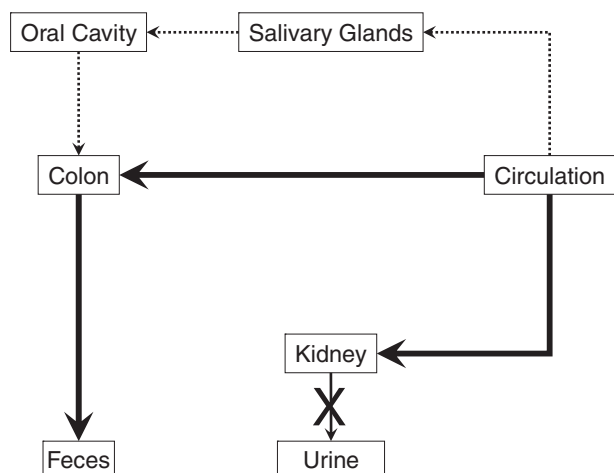 Oral Cavity
Salivary Glands
Colon
Circulation
Kidney
X
Feces
Urine